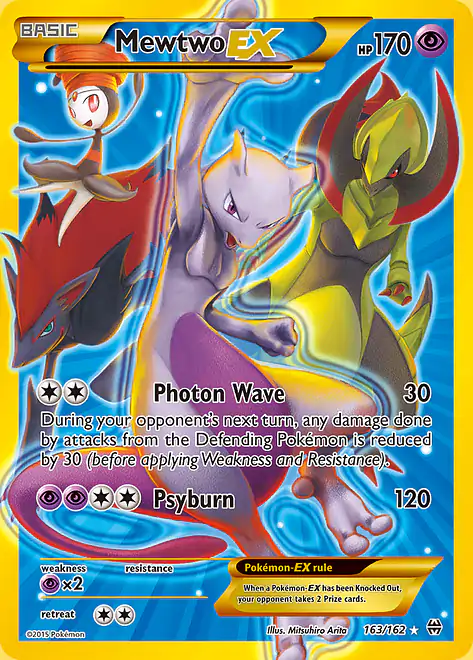 BASIC
Mewtwo EX
HP170
Photon Wave 30
During your opponent's next turn, any damage done
by attacks from the Defending Pokémon is reduced
by 30 (before applying Weakness and Resistance).
Psyburn 120
weakness resistance
×2
retreat
Pokémon-EX rule
When a Pokémon-EX has been Knocked Out,
your opponent takes 2 Prize cards.
©2015 Pokémon
Illus. Mitsuhiro Arita
163/162